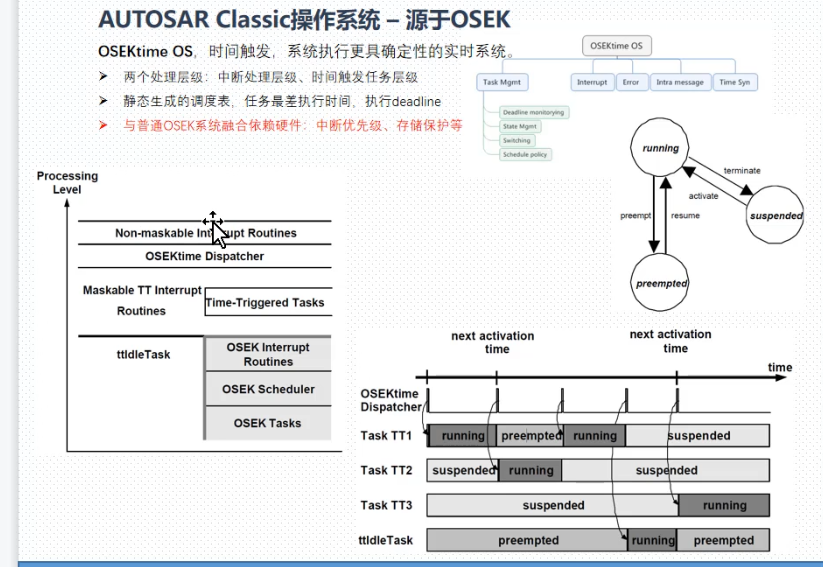 AUTOSAR Classic操作系统 – 源于OSEK
OSEKtime OS，时间触发，系统执行更具确定性的实时系统。
两个处理层级：中断处理层级、时间触发任务层级
静态生成的调度表，任务最差执行时间，执行deadline
与普通OSEK系统融合依赖硬件：中断优先级、存储保护等
OSEKtime OS
Task Mgmt
Interrupt
Error
Intra message
Time Syn
Deadline monitorying
State Mgmt
Switching
Schedule policy
running
terminate
activate
suspended
preempt
resume
preempted
Processing
Level
Non-maskable Interrupt Routines
OSEKtime Dispatcher
Maskable TT Interrupt
Routines
Time-Triggered Tasks
ttIdleTask
OSEK Interrupt
Routines
OSEK Scheduler
OSEK Tasks
next activation
time
next activation
time
time
OSEKtime
Dispatcher
Task TT1
running
preempted
running
suspended
Task TT2
suspended
running
suspended
Task TT3
suspended
running
ttIdleTask
preempted
running
preempted